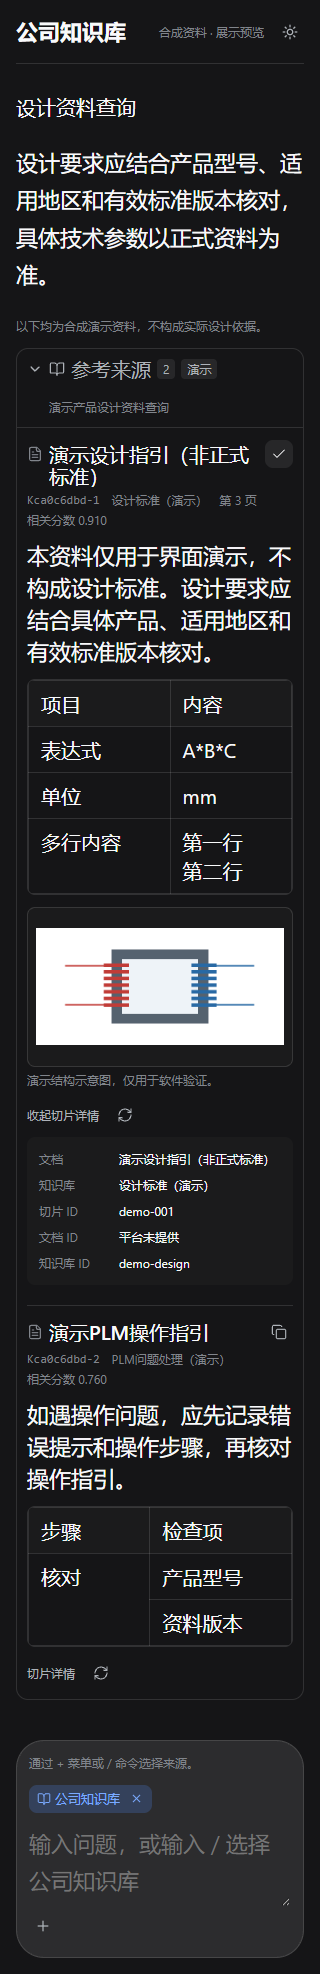 公司知识库
合成资料 · 展示预览
设计资料查询
设计要求应结合产品型号、适
用地区和有效标准版本核对，
具体技术参数以正式资料为
准。
以下均为合成演示资料，不构成实际设计依据。
参考来源 2 演示
演示产品设计资料查询
演示设计指引（非正式
标准）
Kca0c6dbd-1 设计标准（演示） 第 3 页
相关分数 0.910
本资料仅用于界面演示，不
构成设计标准。设计要求应
结合具体产品、适用地区和
有效标准版本核对。
项目 内容
表达式 A*B*C
单位 mm
多行内容 第一行
第二行
演示结构示意图，仅用于软件验证。
收起切片详情
文档 演示设计指引（非正式标准）
知识库 设计标准（演示）
切片 ID demo-001
文档 ID 平台未提供
知识库 ID demo-design
演示PLM操作指引
Kca0c6dbd-2 PLM问题处理（演示）
相关分数 0.760
如遇操作问题，应先记录错
误提示和操作步骤，再核对
操作指引。
步骤 检查项
核对 产品型号
资料版本
切片详情
通过 + 菜单或 / 命令选择来源。
公司知识库 ×
输入问题，或输入 / 选择
公司知识库
+